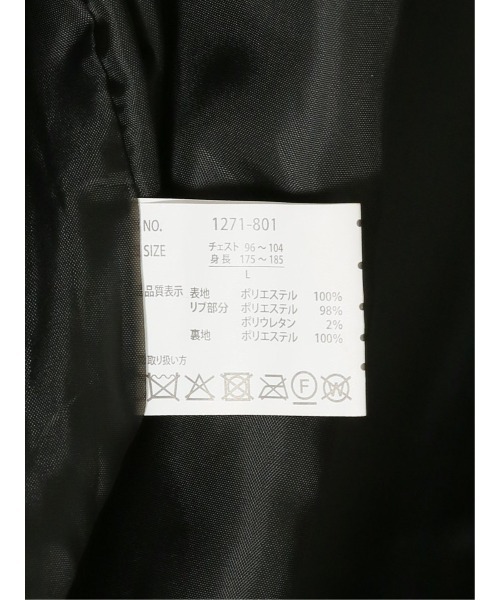 NO. 1271-801
SIZE チェスト 96～104
身長 175～185
L
品質表示 表地 ポリエステル 100%
リブ部分 ポリエステル 98%
ポリウレタン 2%
裏地 ポリエステル 100%
取り扱い方
F W